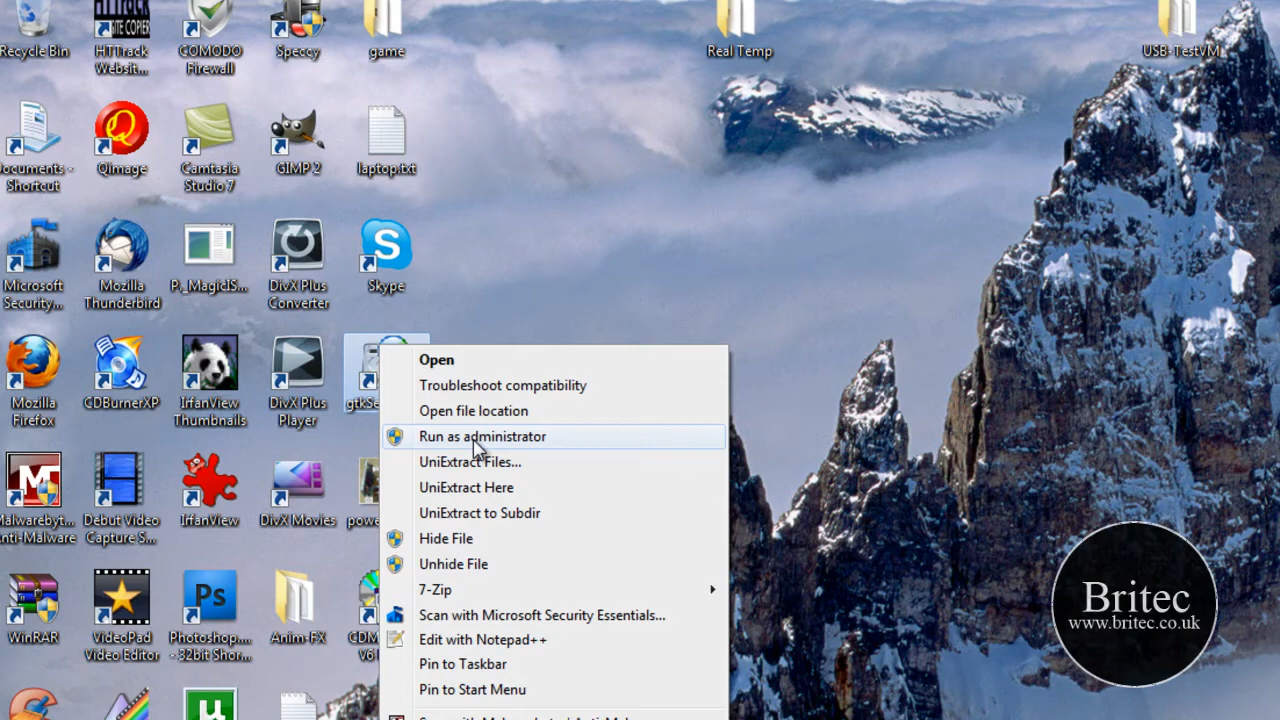 HTTrack
SITE COPIER
Recycle Bin
HTTrack
Websit...
COMODO
Firewall
Speccy
game
Real Temp
USB-TestVM
Documents -
Shortcut
Qimage
Camtasia
Studio 7
GIMP 2
laptop.txt
Microsoft
Security...
Mozilla
Thunderbird
DivX Plus
Converter
Skype
Mozilla
Firefox
CDBurnerXP
IrfanView
Thumbnails
DivX Plus
Player
Malwareby...
Anti-Malware
Debut Video
Capture S...
IrfanView
DivX Movies
WinRAR
VideoPad
Video Editor
Ps
Photoshop....
- 32bit Shor...
Anim-FX
Open
Troubleshoot compatibility
Open file location
Run as administrator
UniExtract Files...
UniExtract Here
UniExtract to Subdir
Hide File
Unhide File
7-Zip
Scan with Microsoft Security Essentials...
Edit with Notepad++
Pin to Taskbar
Pin to Start Menu
Britec
www.britec.co.uk